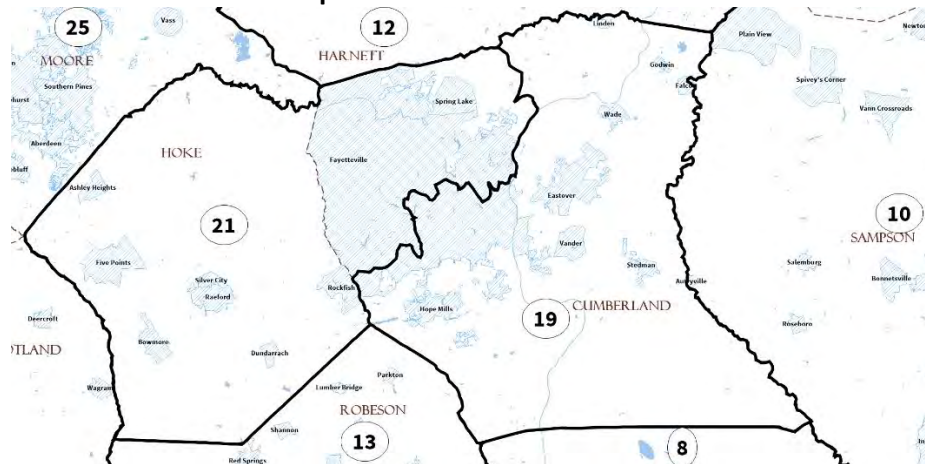 25
Vass
12
HARNETT
Linden
Plain View
MOORE
Southern Pines
Godwin
Spring Lake
Spivey's Corner
Wade
Vann Crossroads
Aberdeen
HOKE
Fayetteville
Ashley Heights
Eastover
21
10
SAMPSON
Five Points
Vander
Stedman
Salemburg
Bonnetsville
Silver City
Raeford
Rockfish
Autryville
Hope Mills
CUMBERLAND
19
Deercroft
Roseboro
Bowmore
Dundarrach
Wagram
Lumber Bridge
Parkton
ROBESON
Shannon
13
8
Red Springs